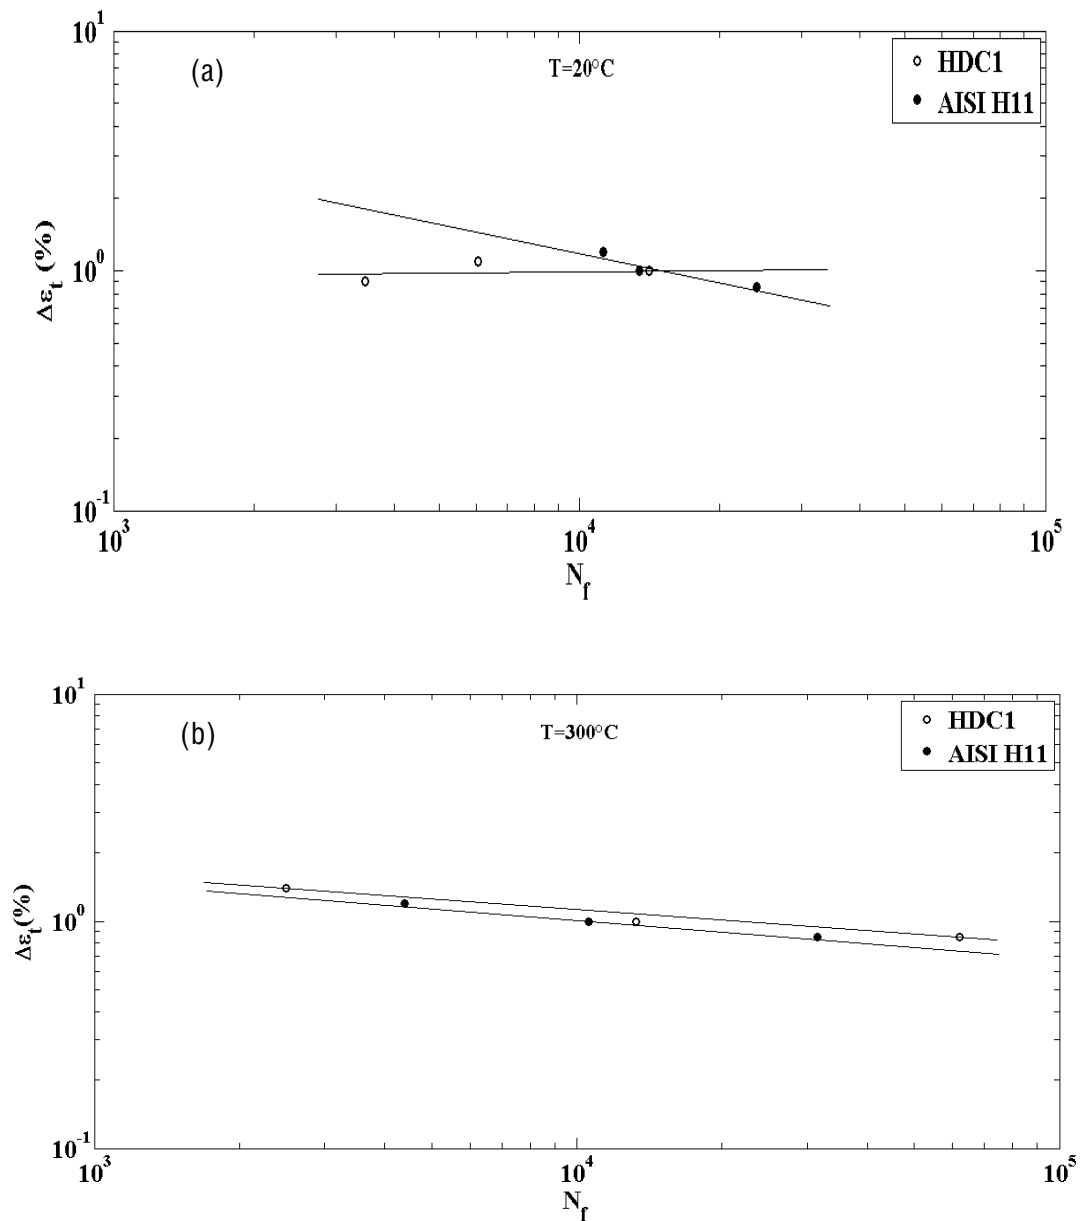 10^1
(a)
T=20°C
HDC1
AISI H11
Δε_t (%)
10^0
10^-1
10^3
10^4
10^5
N_f
10^1
(b)
T=300°C
HDC1
AISI H11
Δε_t(%)
10^0
10^-1
10^3
10^4
10^5
N_f